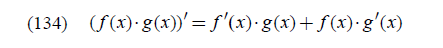 (134) (f(x)·g(x))′ = f′(x)·g(x) + f(x)·g′(x)